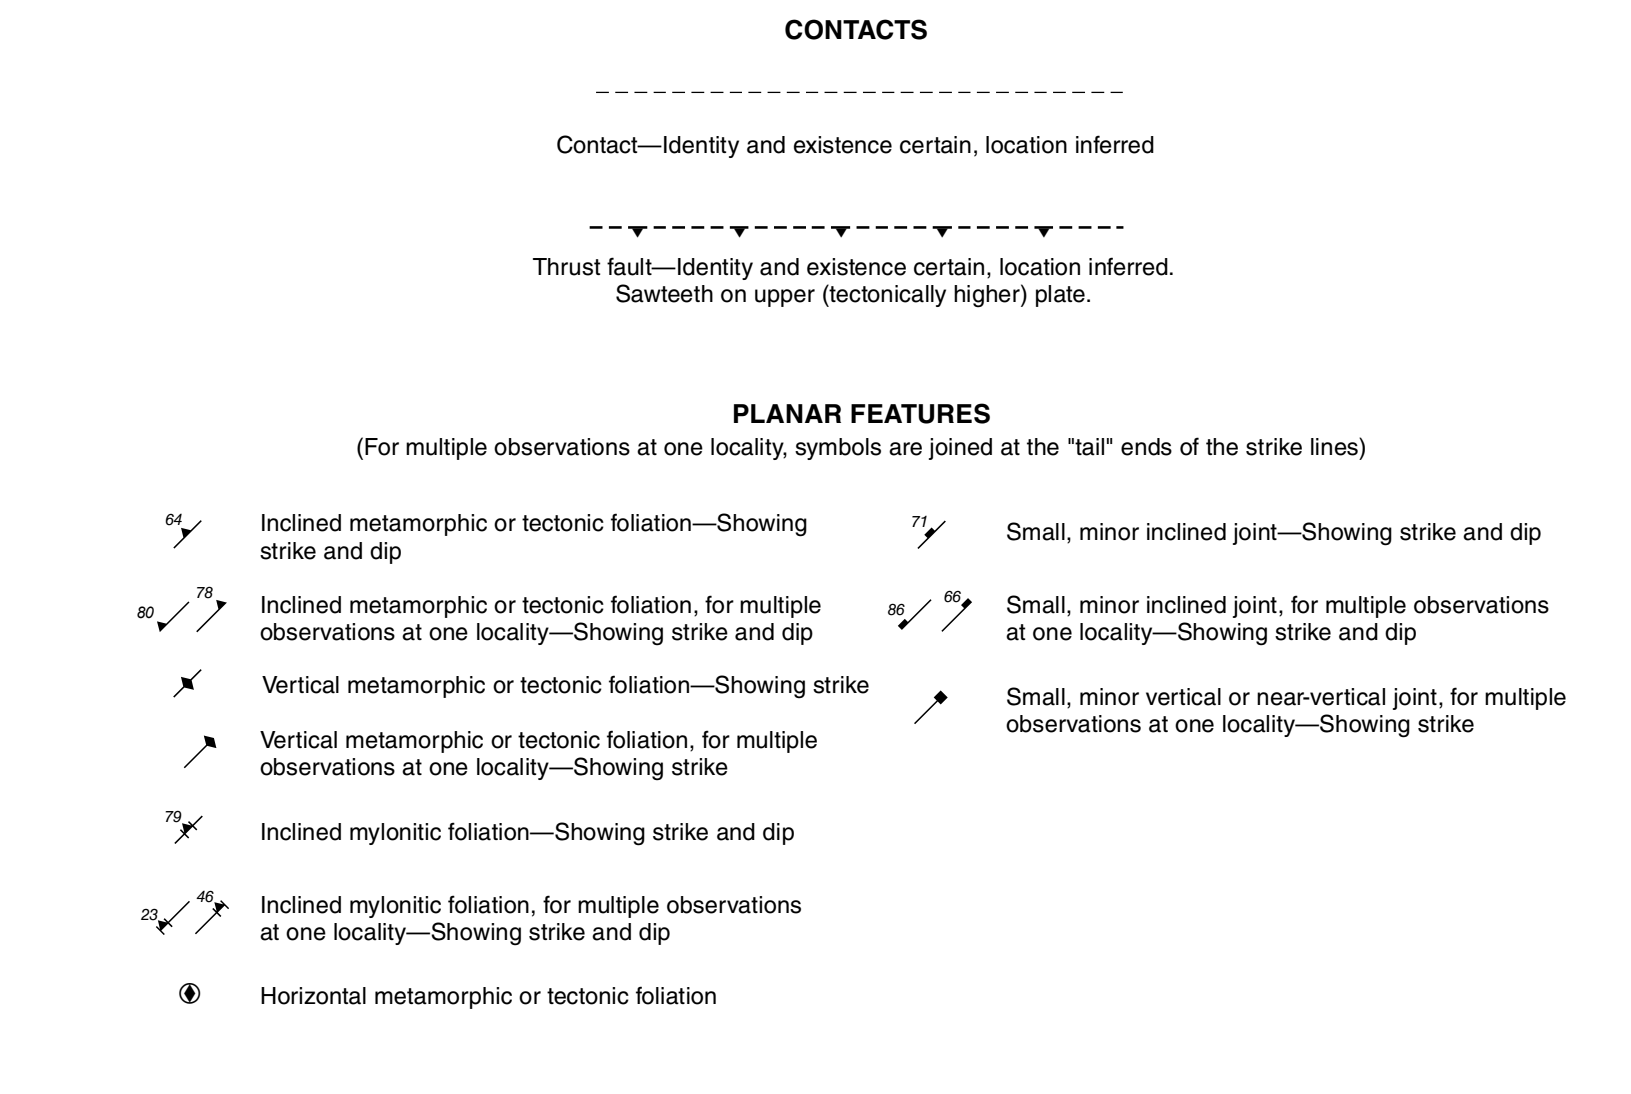 CONTACTS
Contact—Identity and existence certain, location inferred
Thrust fault—Identity and existence certain, location inferred.
Sawteeth on upper (tectonically higher) plate.
PLANAR FEATURES
(For multiple observations at one locality, symbols are joined at the "tail" ends of the strike lines)
64
Inclined metamorphic or tectonic foliation—Showing
strike and dip
80 78
Inclined metamorphic or tectonic foliation, for multiple
observations at one locality—Showing strike and dip
Vertical metamorphic or tectonic foliation—Showing strike
Vertical metamorphic or tectonic foliation, for multiple
observations at one locality—Showing strike
79
Inclined mylonitic foliation—Showing strike and dip
23 46
Inclined mylonitic foliation, for multiple observations
at one locality—Showing strike and dip
Horizontal metamorphic or tectonic foliation
71
Small, minor inclined joint—Showing strike and dip
86 66
Small, minor inclined joint, for multiple observations
at one locality—Showing strike and dip
Small, minor vertical or near-vertical joint, for multiple
observations at one locality—Showing strike